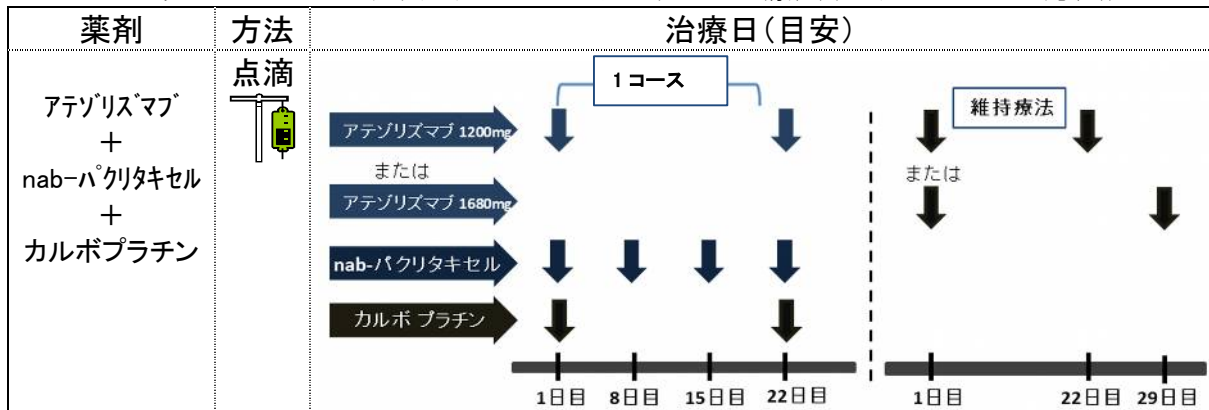 薬剤
方法
治療日(目安)
アテゾリズマブ
+
nab-パクリタキセル
+
カルボプラチン
点滴
1コース
アテゾリズマブ 1200mg
または
アテゾリズマブ 1680mg
nab-パクリタキセル
カルボ プラチン
1日目 8日目 15日目 22日目
維持療法
または
1日目 22日目 29日目